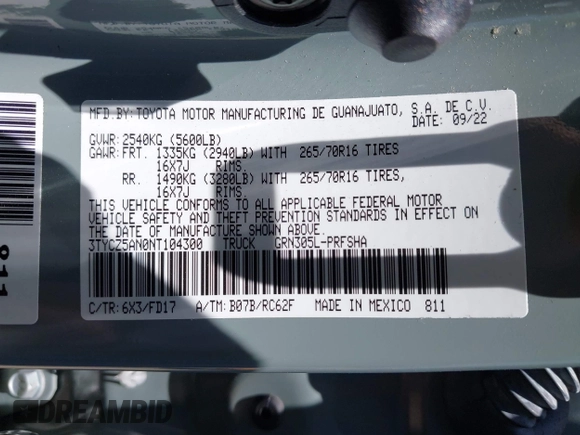 MFD.BY:TOYOTA MOTOR MANUFACTURING DE GUANAJUATO, S.A. DE C.V.
DATE: 09/22
GVWR:2540KG (5600LB)
GAWR:FRT. 1335KG (2940LB) WITH 265/70R16 TIRES
16X7J RIMS.
RR. 1490KG (3280LB) WITH 265/70R16 TIRES,
16X7J RIMS.
THIS VEHICLE CONFORMS TO ALL APPLICABLE FEDERAL MOTOR
VEHICLE SAFETY AND THEFT PREVENTION STANDARDS IN EFFECT ON
THE DATE OF MANUFACTURE SHOWN ABOVE.
3TYCZ5AN0NT104300 TRUCK GRN305L-PRFSHA
C/TR:6X3/FD17 A/TM:B07B/RC62F MADE IN MEXICO 811
811
DREAMBID